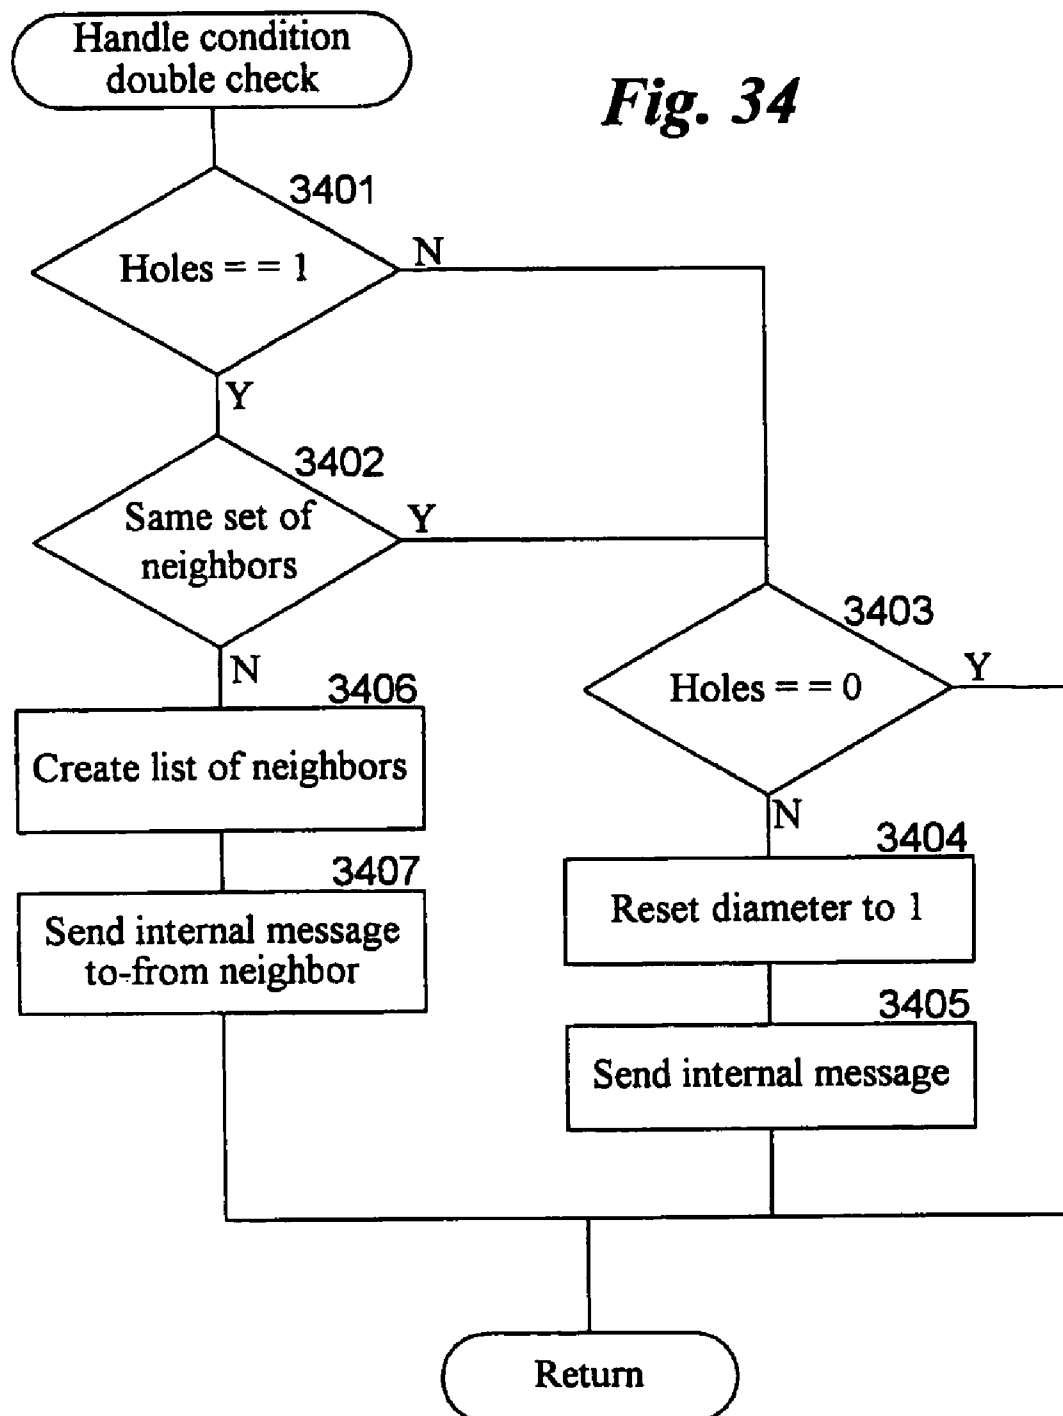 Handle condition
double check
Fig. 34
3401
Holes = = 1
N
Y
3402
Same set of
neighbors
Y
N
3403
Holes = = 0
Y
N
3406
Create list of neighbors
3407
Send internal message
to-from neighbor
3404
Reset diameter to 1
3405
Send internal message
Return